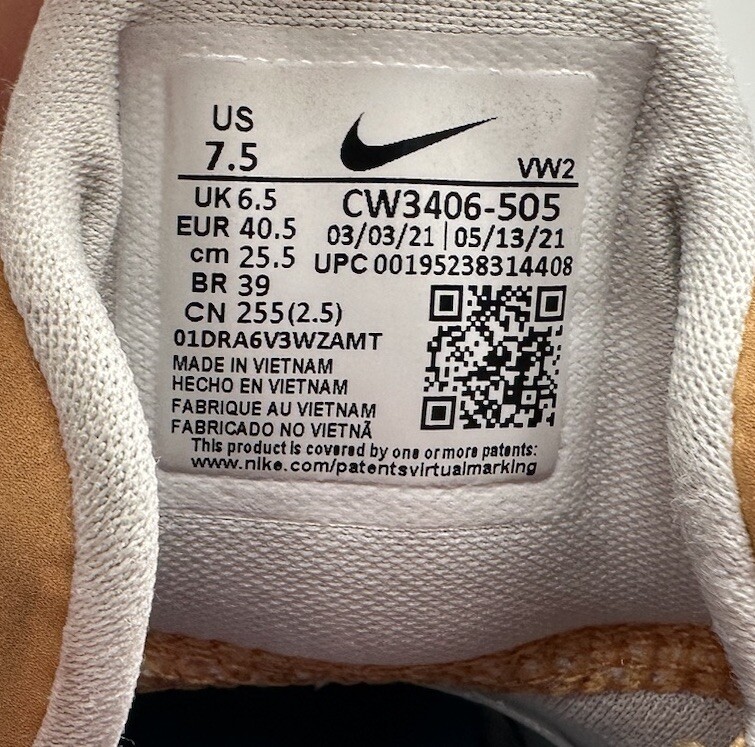 US
7.5
VW2
UK 6.5
CW3406-505
EUR 40.5
03/03/21 | 05/13/21
cm 25.5
UPC 00195238314408
BR 39
CN 255(2.5)
01DRA6V3WZAMT
MADE IN VIETNAM
HECHO EN VIETNAM
FABRIQUE AU VIETNAM
FABRICADO NO VIETNÃ
This product is covered by one or more patents:
www.nike.com/patentsvirtualmarking